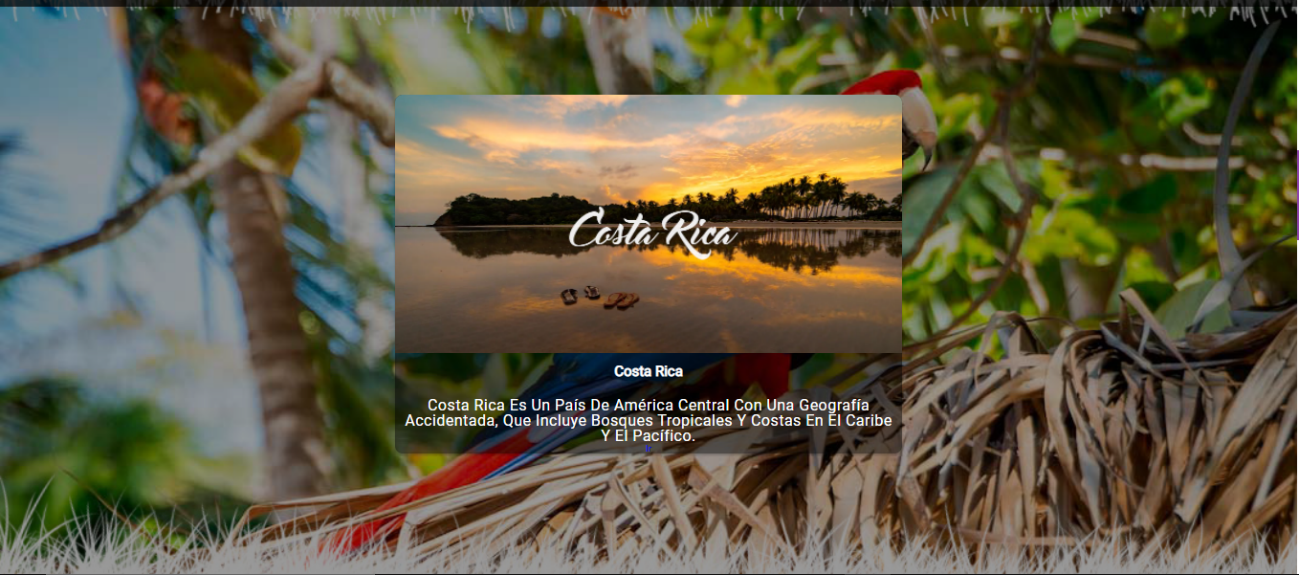 Costa Rica
Costa Rica
Costa Rica Es Un País De América Central Con Una Geografía
Accidentada, Que Incluye Bosques Tropicales Y Costas En El Caribe
Y El Pacífico.